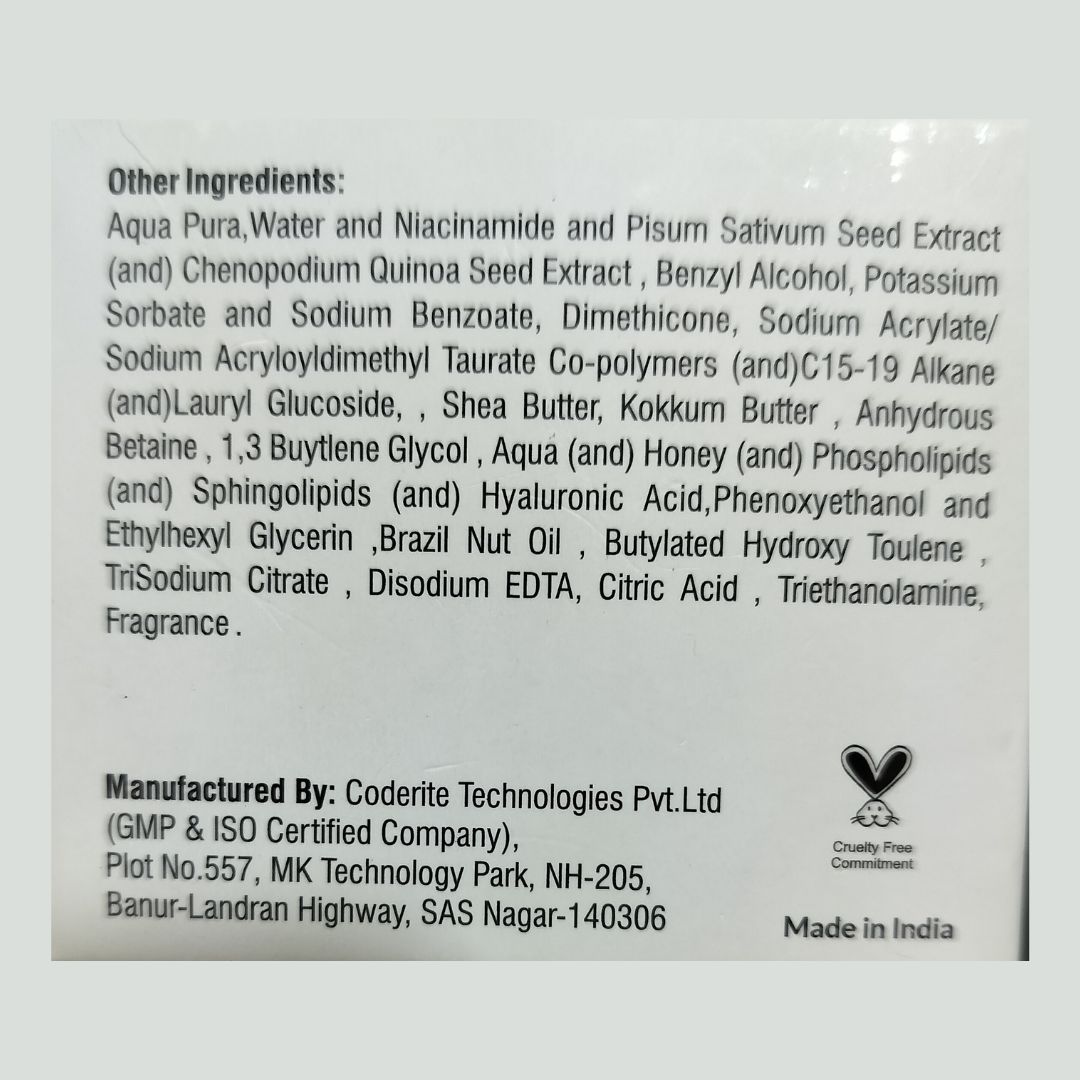 Other Ingredients:
Aqua Pura,Water and Niacinamide and Pisum Sativum Seed Extract
(and) Chenopodium Quinoa Seed Extract , Benzyl Alcohol, Potassium
Sorbate and Sodium Benzoate, Dimethicone, Sodium Acrylate/
Sodium Acryloyldimethyl Taurate Co-polymers (and)C15-19 Alkane
(and)Lauryl Glucoside, , Shea Butter, Kokkum Butter , Anhydrous
Betaine , 1,3 Buytlene Glycol , Aqua (and) Honey (and) Phospholipids
(and) Sphingolipids (and) Hyaluronic Acid,Phenoxyethanol and
Ethylhexyl Glycerin ,Brazil Nut Oil , Butylated Hydroxy Toulene ,
TriSodium Citrate , Disodium EDTA, Citric Acid , Triethanolamine,
Fragrance .
Manufactured By: Coderite Technologies Pvt.Ltd
(GMP & ISO Certified Company),
Plot No.557, MK Technology Park, NH-205,
Banur-Landran Highway, SAS Nagar-140306
Cruelty Free
Commitment
Made in India